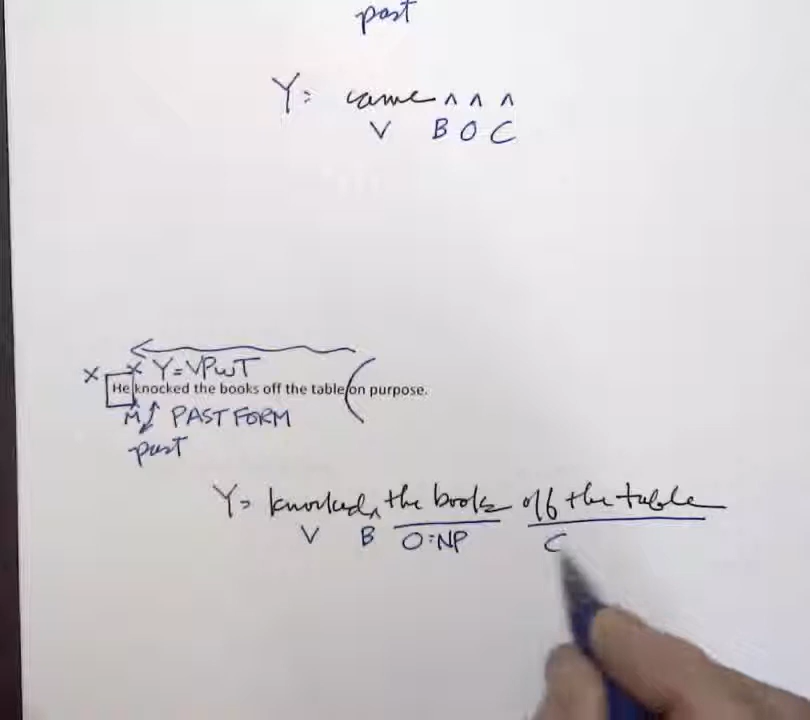 past
Y= came ^ ^ ^
V B O C
X X Y=VPwT
He knocked the books off the table on purpose.
M PAST FORM
past
Y= knocked ^ the books off the table
V B O:NP C